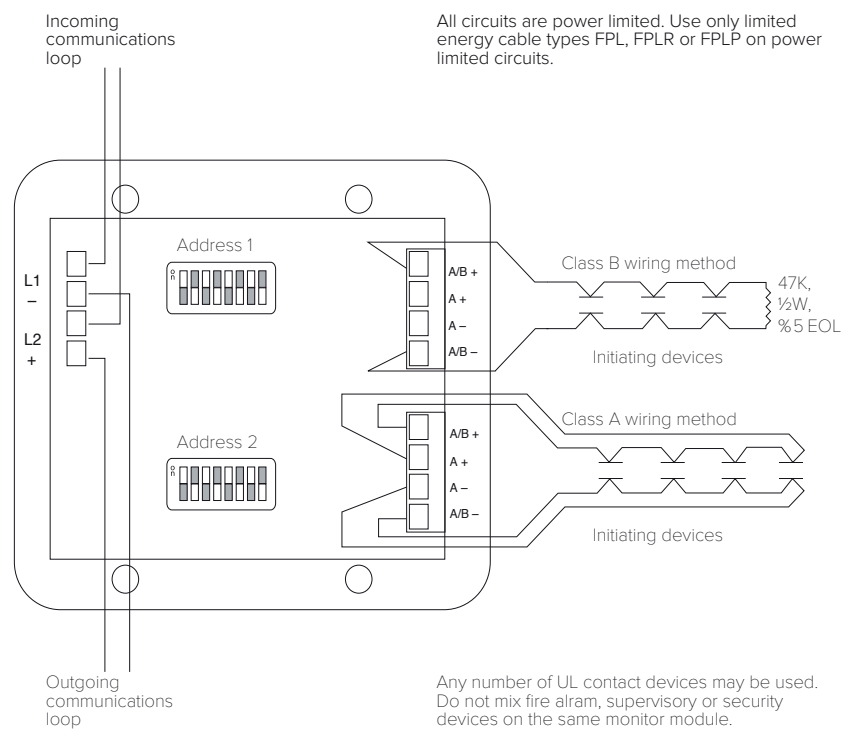 Incoming
communications
loop
All circuits are power limited. Use only limited
energy cable types FPL, FPLR or FPLP on power
limited circuits.
Address 1
on
L1
–
L2
+
A/B +
A +
A –
A/B –
Class B wiring method
47K,
½W,
%5 EOL
Initiating devices
Address 2
on
A/B +
A +
A –
A/B –
Class A wiring method
Initiating devices
Outgoing
communications
loop
Any number of UL contact devices may be used.
Do not mix fire alram, supervisory or security
devices on the same monitor module.